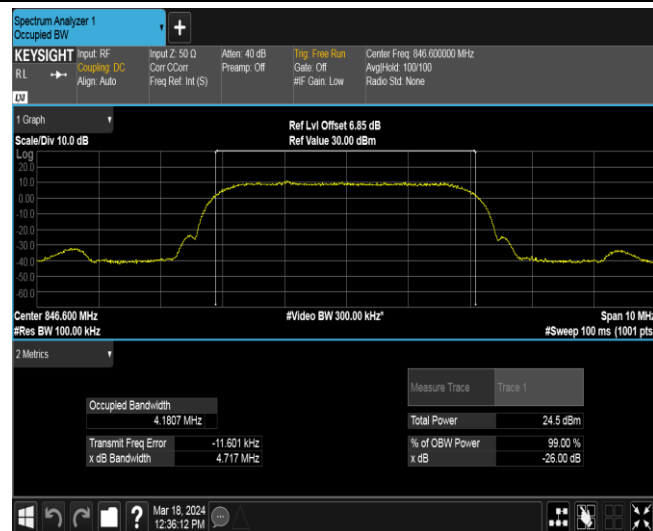 Spectrum Analyzer 1
Occupied BW
+
KEYSIGHT Input: RF Input Z: 50 Ω Atten: 40 dB Trig: Free Run Center Freq: 846.600000 MHz
RL Coupling: DC Corr CCorr Preamp: Off Gate: Off Avg|Hold: 100/100
Align: Auto Freq Ref: Int (S) #IF Gain: Low Radio Std: None
LXI
1 Graph
Ref Lvl Offset 6.85 dB
Scale/Div 10.0 dB Ref Value 30.00 dBm
Log
20.0
10.0
0.00
-10.0
-20.0
-30.0
-40.0
-50.0
-60.0
Center 846.600 MHz #Video BW 300.00 kHz* Span 10 MHz
#Res BW 100.00 kHz #Sweep 100 ms (1001 pts)
2 Metrics
Measure Trace Trace 1
Occupied Bandwidth
4.1807 MHz Total Power 24.5 dBm
Transmit Freq Error -11.601 kHz % of OBW Power 99.00 %
x dB Bandwidth 4.717 MHz x dB -26.00 dB
? Mar 18, 2024
12:36:12 PM